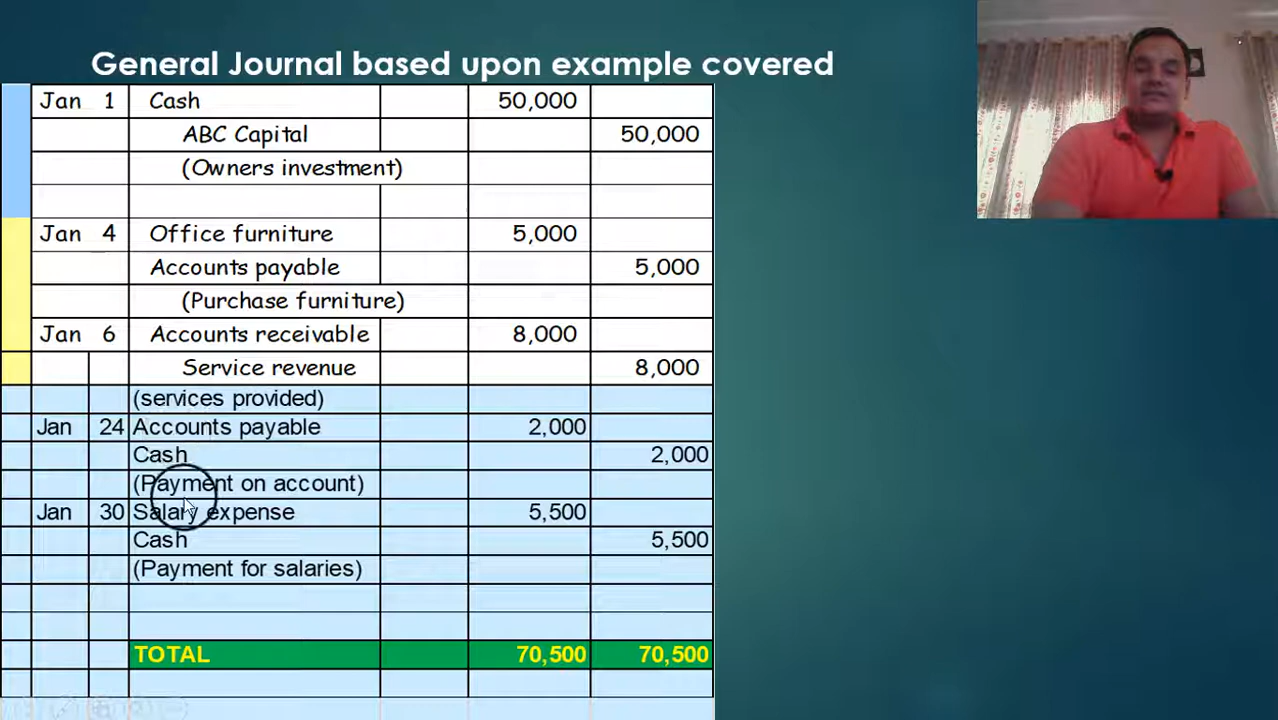 General Journal based upon example covered
Jan 1 Cash 50,000
ABC Capital 50,000
(Owners investment)
Jan 4 Office furniture 5,000
Accounts payable 5,000
(Purchase furniture)
Jan 6 Accounts receivable 8,000
Service revenue 8,000
(services provided)
Jan 24 Accounts payable 2,000
Cash 2,000
(Payment on account)
Jan 30 Salary expense 5,500
Cash 5,500
(Payment for salaries)
TOTAL 70,500 70,500